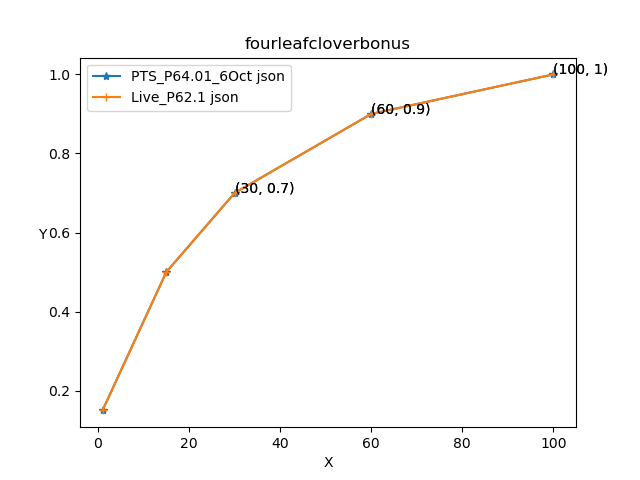 fourleafcloverbonus
PTS_P64.01_6Oct json
Live_P62.1 json
(100, 1)
(60, 0.9)
(30, 0.7)
Y
1.0
0.8
0.6
0.4
0.2
0 20 40 60 80 100
X